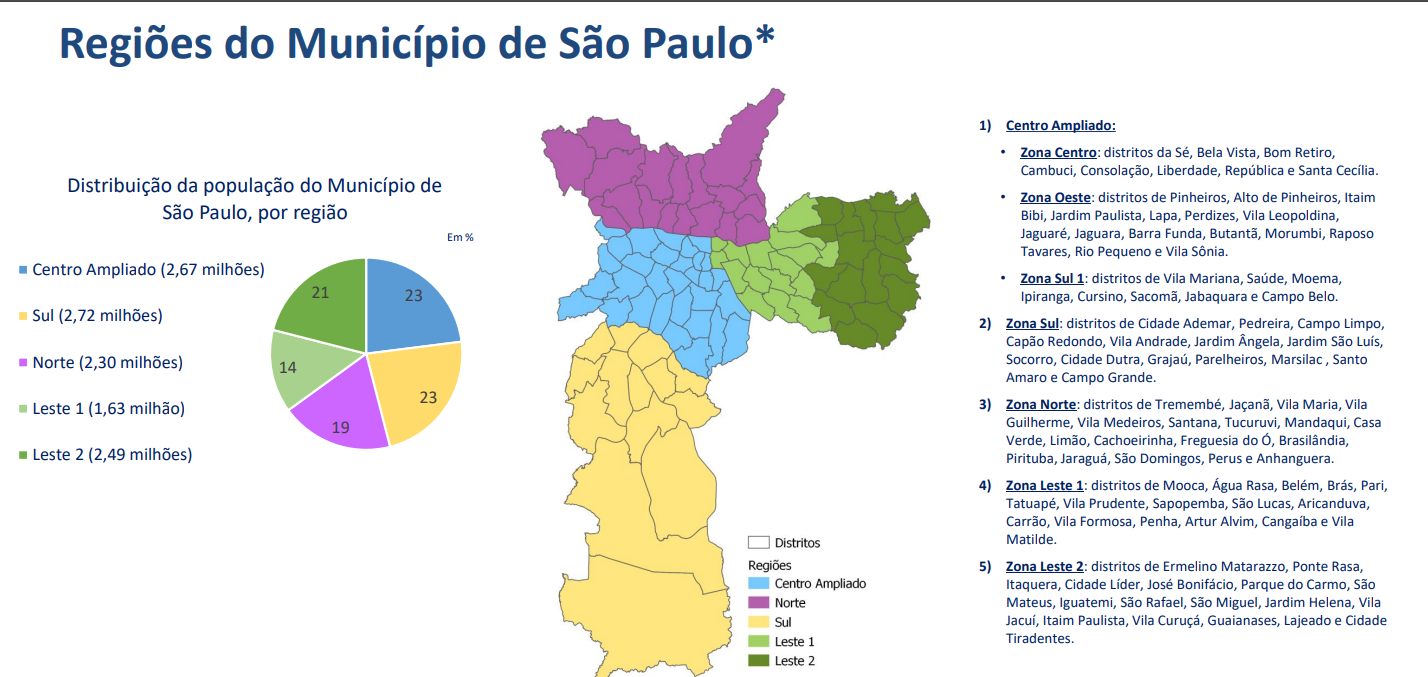 Regiões do Município de São Paulo*
Distribuição da população do Município de
São Paulo, por região
Em %
Centro Ampliado (2,67 milhões)
Sul (2,72 milhões)
Norte (2,30 milhões)
Leste 1 (1,63 milhão)
Leste 2 (2,49 milhões)
23
23
19
14
21
Distritos
Regiões
Centro Ampliado
Norte
Sul
Leste 1
Leste 2
1) Centro Ampliado:
• Zona Centro: distritos da Sé, Bela Vista, Bom Retiro,
Cambuci, Consolação, Liberdade, República e Santa Cecília.
• Zona Oeste: distritos de Pinheiros, Alto de Pinheiros, Itaim
Bibi, Jardim Paulista, Lapa, Perdizes, Vila Leopoldina,
Jaguaré, Jaguara, Barra Funda, Butantã, Morumbi, Raposo
Tavares, Rio Pequeno e Vila Sônia.
• Zona Sul 1: distritos de Vila Mariana, Saúde, Moema,
Ipiranga, Cursino, Sacomã, Jabaquara e Campo Belo.
2) Zona Sul: distritos de Cidade Ademar, Pedreira, Campo Limpo,
Capão Redondo, Vila Andrade, Jardim Ângela, Jardim São Luís,
Socorro, Cidade Dutra, Grajaú, Parelheiros, Marsilac , Santo
Amaro e Campo Grande.
3) Zona Norte: distritos de Tremembé, Jaçanã, Vila Maria, Vila
Guilherme, Vila Medeiros, Santana, Tucuruvi, Mandaqui, Casa
Verde, Limão, Cachoeirinha, Freguesia do Ó, Brasilândia,
Pirituba, Jaraguá, São Domingos, Perus e Anhanguera.
4) Zona Leste 1: distritos de Mooca, Água Rasa, Belém, Brás, Pari,
Tatuapé, Vila Prudente, Sapopemba, São Lucas, Aricanduva,
Carrão, Vila Formosa, Penha, Artur Alvim, Cangaíba e Vila
Matilde.
5) Zona Leste 2: distritos de Ermelino Matarazzo, Ponte Rasa,
Itaquera, Cidade Líder, José Bonifácio, Parque do Carmo, São
Mateus, Iguatemi, São Rafael, São Miguel, Jardim Helena, Vila
Jacuí, Itaim Paulista, Vila Curuçá, Guaianases, Lajeado e Cidade
Tiradentes.